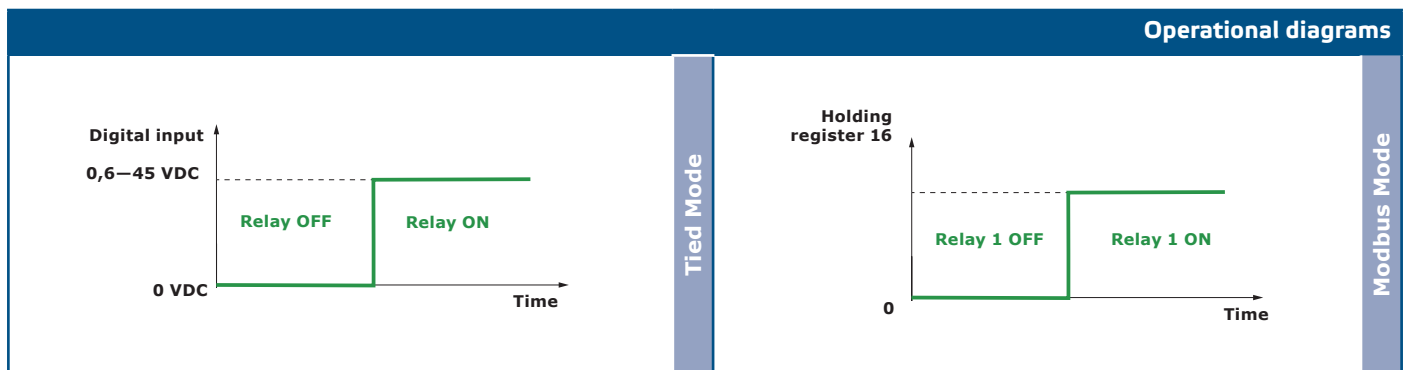 Operational diagrams
Digital input
0,6—45 VDC
Relay OFF
Relay ON
0 VDC
Time
Tied Mode
Holding
register 16
Relay 1 OFF
Relay 1 ON
0
Time
Modbus Mode